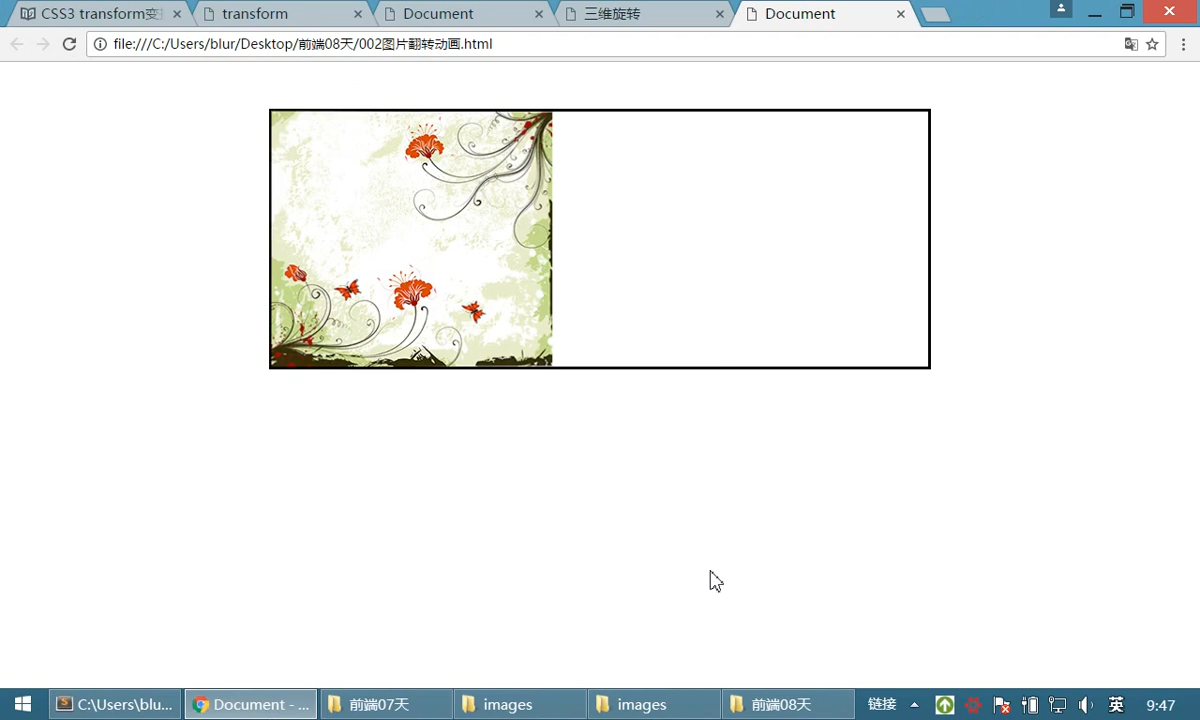 CSS3 transform变
transform
Document
三维旋转
Document
file:///C:/Users/blur/Desktop/前端08天/002图片翻转动画.html
C:\Users\blu...
Document - ...
前端07天
images
images
前端08天
链接
英
9:47